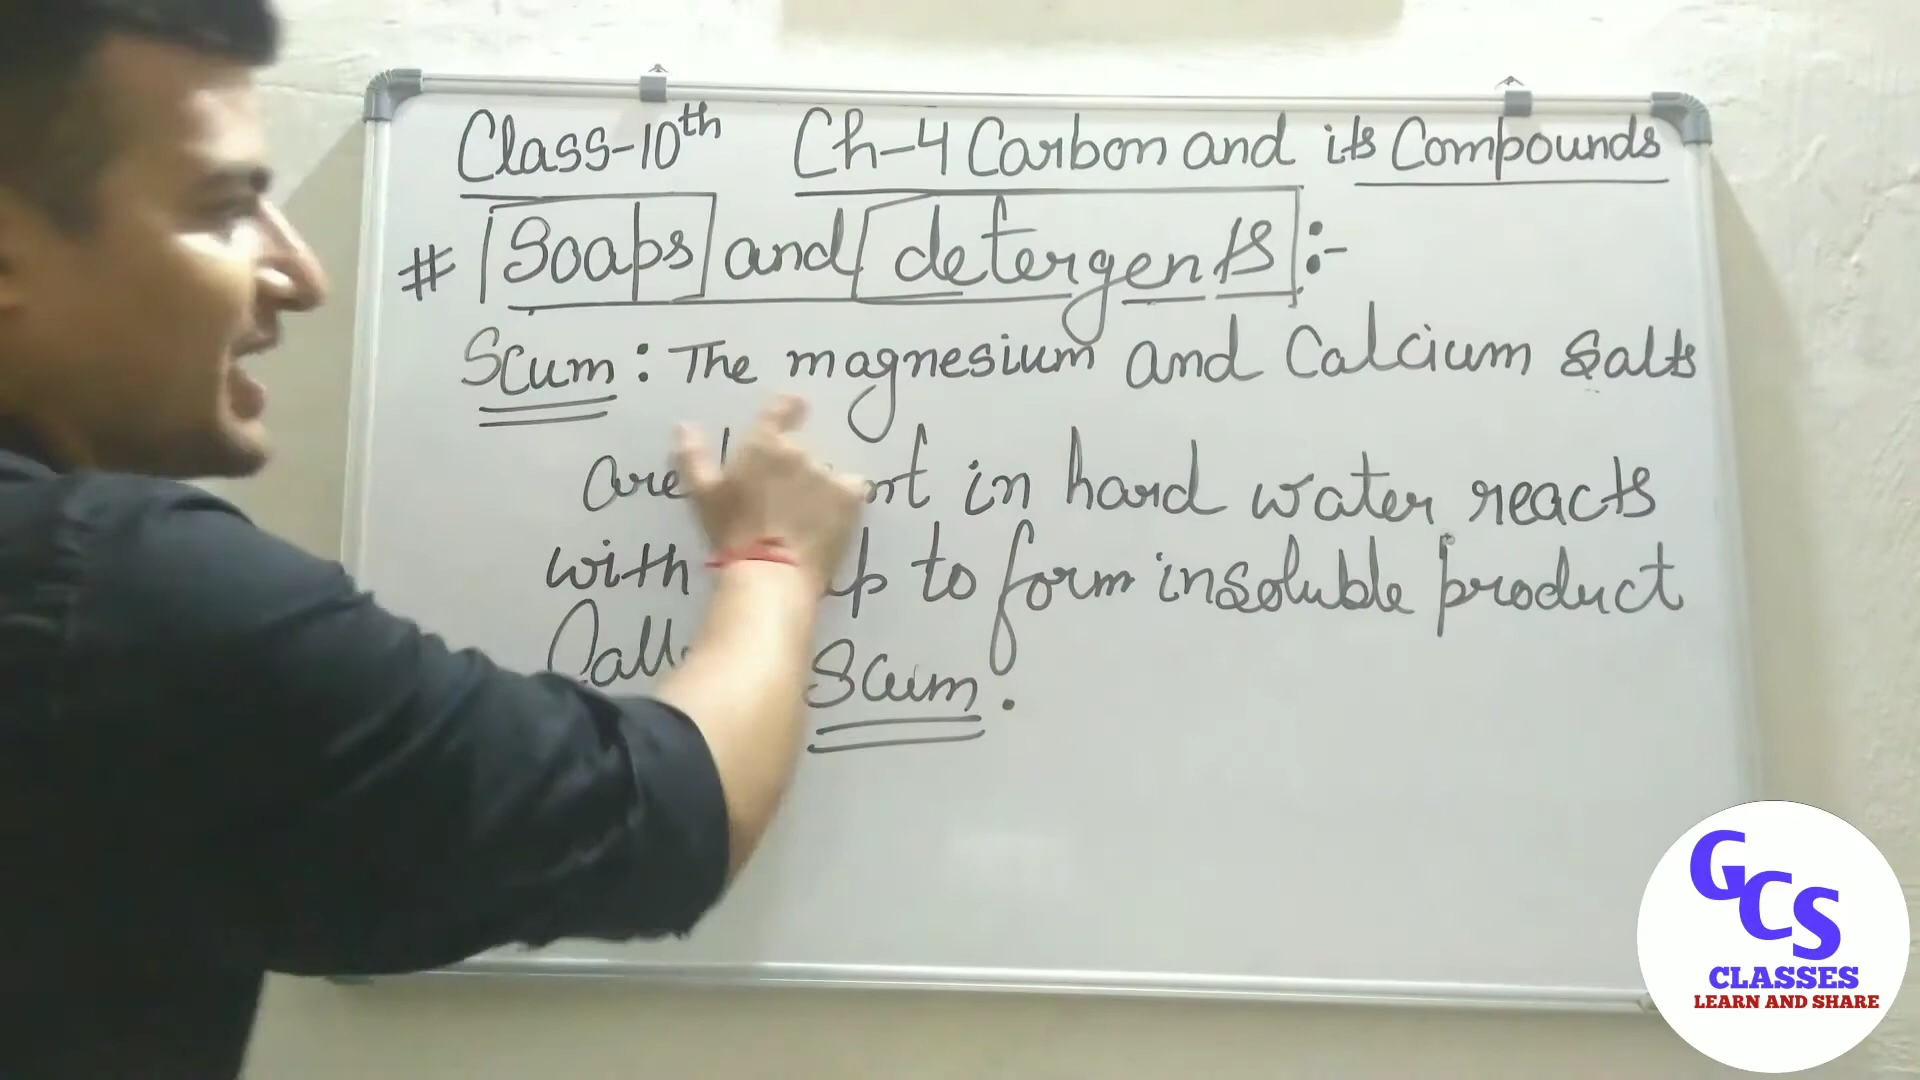 Class-10th Ch-4 Carbon and its Compounds
# Soaps and detergents :-
Scum : The magnesium and Calcium salts
are in hard water reacts
with to form insoluble product
Scum .
GCS
CLASSES
LEARN AND SHARE